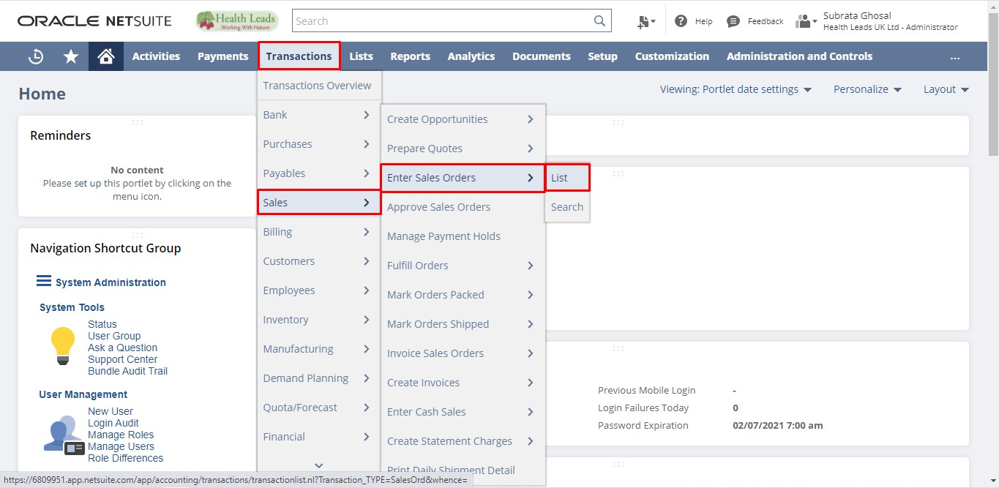 ORACLE NETSUITE
Health Leads
Working With Nature
Search
Help
Feedback
Subrata Ghosal
Health Leads UK Ltd - Administrator
Activities
Payments
Transactions
Lists
Reports
Analytics
Documents
Setup
Customization
Administration and Controls
...
Home
Viewing: Portlet date settings
Personalize
Layout
Reminders
No content
Please set up this portlet by clicking on the
menu icon.
Navigation Shortcut Group
System Administration
System Tools
Status
User Group
Ask a Question
Support Center
Bundle Audit Trail
User Management
New User
Login Audit
Manage Roles
Manage Users
Role Differences
Transactions Overview
Bank
Purchases
Payables
Sales
Billing
Customers
Employees
Inventory
Manufacturing
Demand Planning
Quota/Forecast
Financial
Create Opportunities
Prepare Quotes
Enter Sales Orders
Approve Sales Orders
Manage Payment Holds
Fulfill Orders
Mark Orders Packed
Mark Orders Shipped
Invoice Sales Orders
Create Invoices
Enter Cash Sales
Create Statement Charges
Print Daily Shipment Detail
List
Search
Previous Mobile Login -
Login Failures Today 0
Password Expiration 02/07/2021 7:00 am
https://6809951.app.netsuite.com/app/accounting/transactions/transactionlist.nl?Transaction_TYPE=SalesOrd&whence=